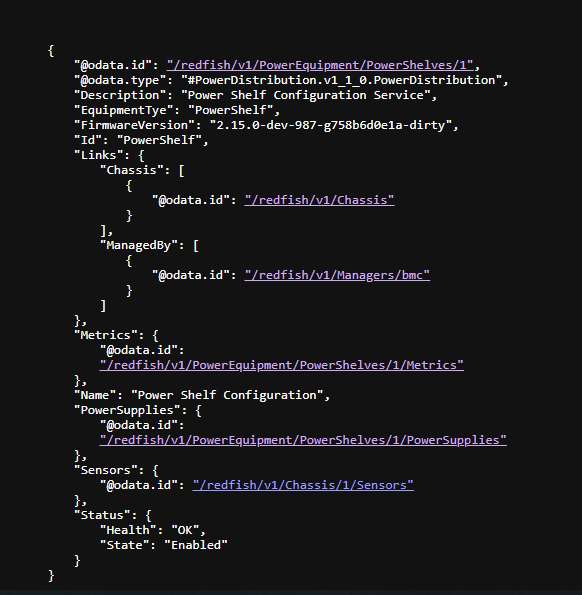 {
"@odata.id": "/redfish/v1/PowerEquipment/PowerShelves/1",
"@odata.type": "#PowerDistribution.v1_1_0.PowerDistribution",
"Description": "Power Shelf Configuration Service",
"EquipmentTye": "PowerShelf",
"FirmwareVersion": "2.15.0-dev-987-g758b6d0e1a-dirty",
"Id": "PowerShelf",
"Links": {
"Chassis": [
{
"@odata.id": "/redfish/v1/Chassis"
}
],
"ManagedBy": [
{
"@odata.id": "/redfish/v1/Managers/bmc"
}
]
},
"Metrics": {
"@odata.id":
"/redfish/v1/PowerEquipment/PowerShelves/1/Metrics"
},
"Name": "Power Shelf Configuration",
"PowerSupplies": {
"@odata.id":
"/redfish/v1/PowerEquipment/PowerShelves/1/PowerSupplies"
},
"Sensors": {
"@odata.id": "/redfish/v1/Chassis/1/Sensors"
},
"Status": {
"Health": "OK",
"State": "Enabled"
}
}